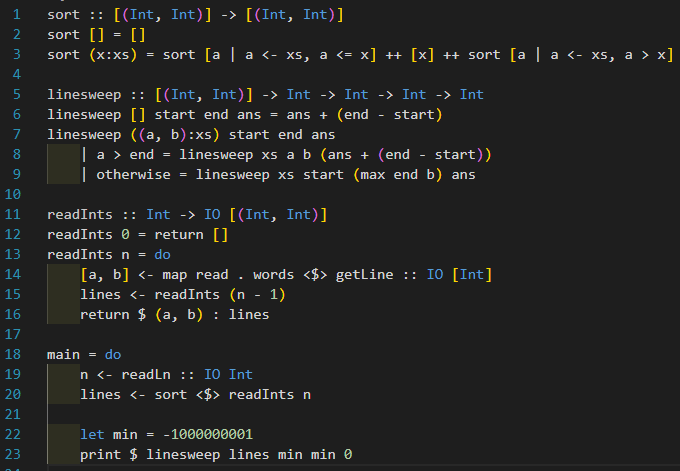 1 sort :: [(Int, Int)] -> [(Int, Int)]
2 sort [] = []
3 sort (x:xs) = sort [a | a <- xs, a <= x] ++ [x] ++ sort [a | a <- xs, a > x]
4
5 linesweep :: [(Int, Int)] -> Int -> Int -> Int -> Int
6 linesweep [] start end ans = ans + (end - start)
7 linesweep ((a, b):xs) start end ans
8     | a > end = linesweep xs a b (ans + (end - start))
9     | otherwise = linesweep xs start (max end b) ans
10
11 readInts :: Int -> IO [(Int, Int)]
12 readInts 0 = return []
13 readInts n = do
14     [a, b] <- map read . words <$> getLine :: IO [Int]
15     lines <- readInts (n - 1)
16     return $ (a, b) : lines
17
18 main = do
19     n <- readLn :: IO Int
20     lines <- sort <$> readInts n
21
22     let min = -1000000001
23     print $ linesweep lines min min 0